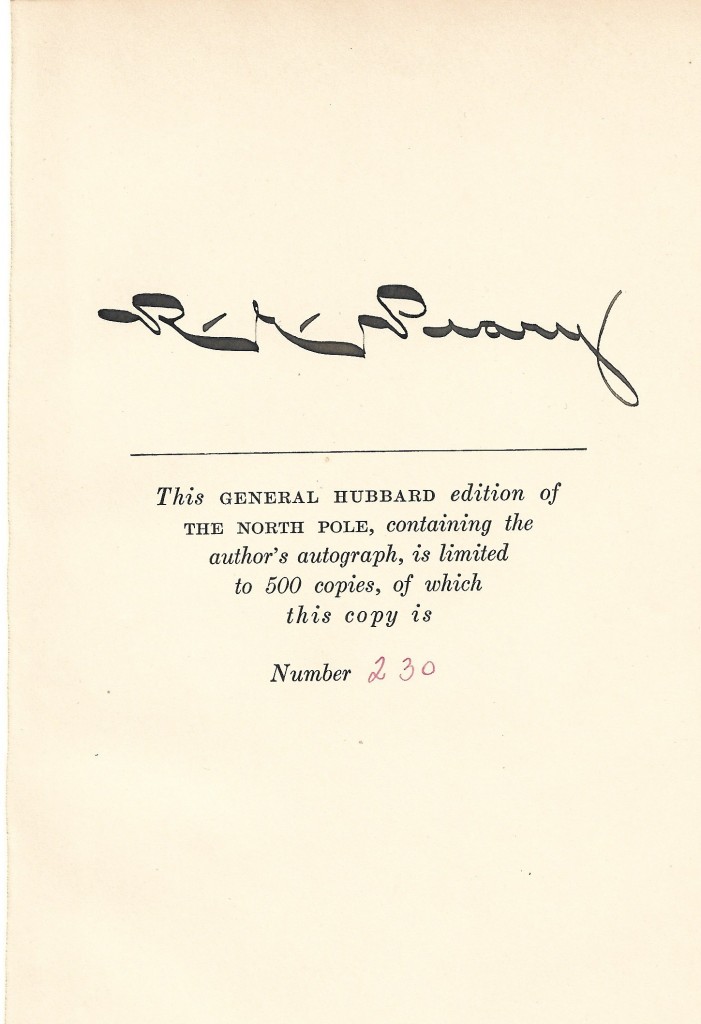 R. E. Peary
This GENERAL HUBBARD edition of
THE NORTH POLE, containing the
author's autograph, is limited
to 500 copies, of which
this copy is
Number 230